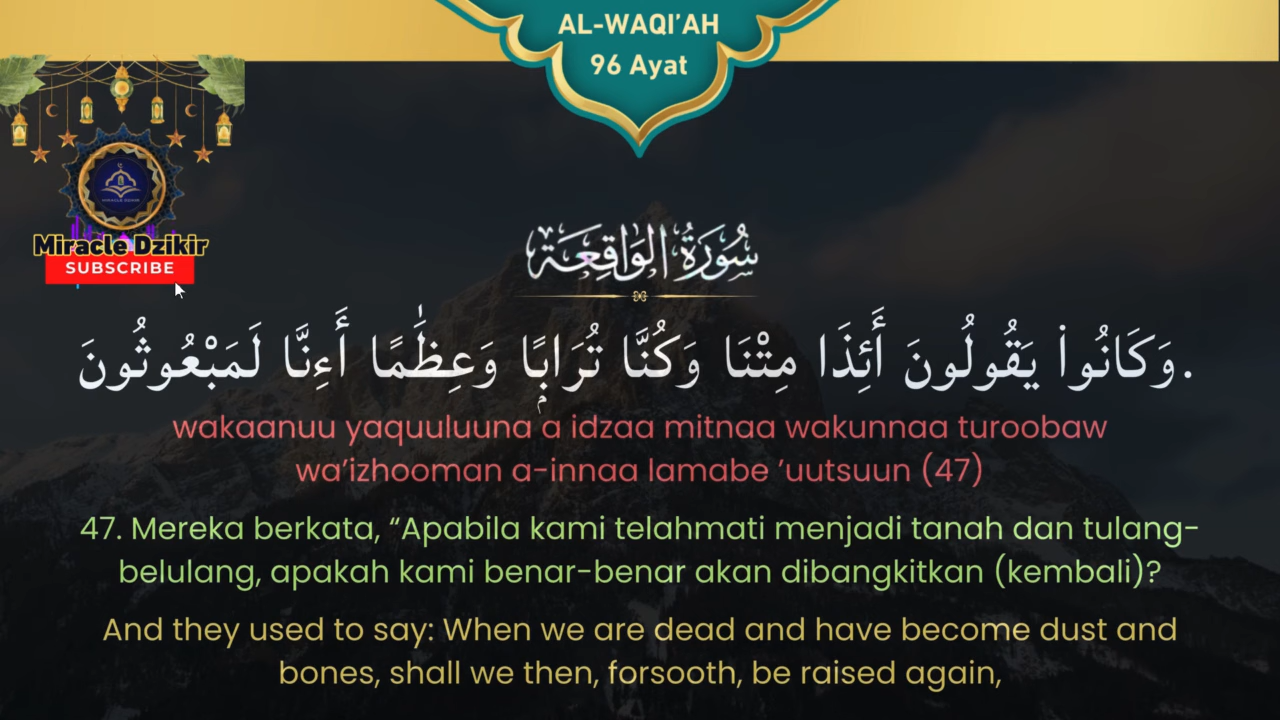 AL-WAQI’AH
96 Ayat
Miracle Dzikir
SUBSCRIBE
سُورَةُ الوَاقِعَة
وَكَانُوا۟ يَقُولُونَ أَئِذَا مِتْنَا وَكُنَّا تُرَابًۭا وَعِظَٰمًا أَءِنَّا لَمَبْعُوثُونَ.
wakaanuu yaquuluuna a idzaa mitnaa wakunnaa turoobaw
wa’izhooman a-innaa lamabe ’uutsuun (47)
47. Mereka berkata, “Apabila kami telahmati menjadi tanah dan tulang-
belulang, apakah kami benar-benar akan dibangkitkan (kembali)?
And they used to say: When we are dead and have become dust and
bones, shall we then, forsooth, be raised again,